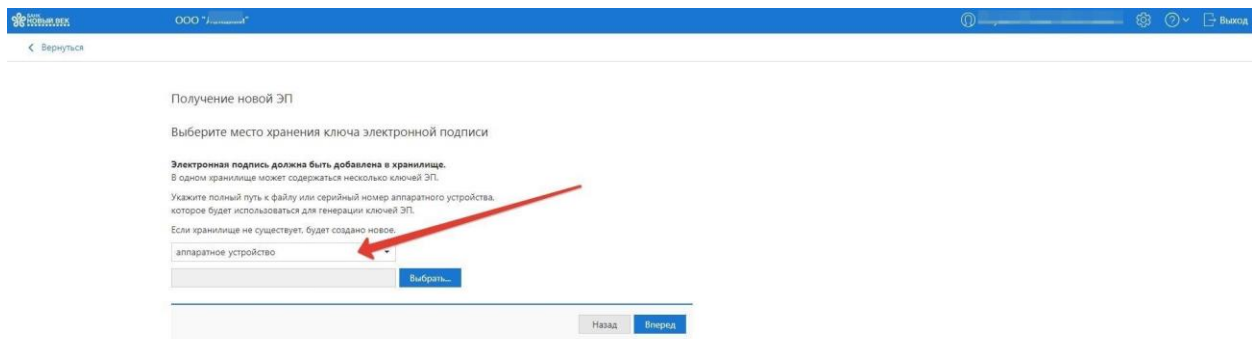 БАНК
НОВЫЙ ВЕК
ООО "
Выход
Вернуться
Получение новой ЭП
Выберите место хранения ключа электронной подписи
Электронная подпись должна быть добавлена в хранилище.
В одном хранилище может содержаться несколько ключей ЭП.
Укажите полный путь к файлу или серийный номер аппаратного устройства,
которое будет использоваться для генерации ключей ЭП.
Если хранилище не существует, будет создано новое.
аппаратное устройство
Выбрать...
Назад
Вперед